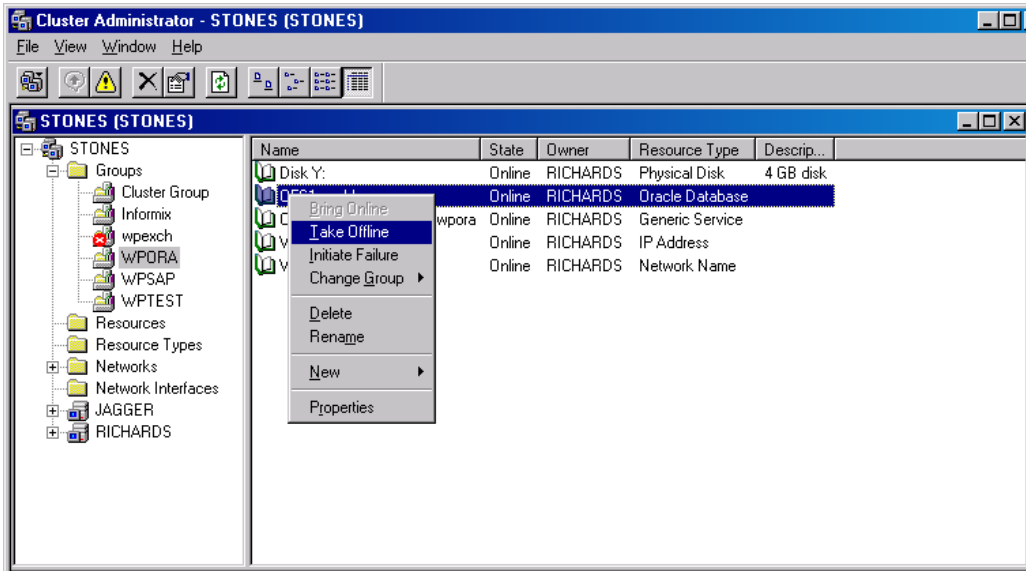 Cluster Administrator - STONES (STONES)
File View Window Help
STONES (STONES)
STONES
Groups
Cluster Group
Informix
wpexch
WPORA
WPSAP
WPTEST
Resources
Resource Types
Networks
Network Interfaces
JAGGER
RICHARDS
Name State Owner Resource Type Descrip...
Disk Y: Online RICHARDS Physical Disk 4 GB disk
Online RICHARDS Oracle Database
wpora Online RICHARDS Generic Service
Online RICHARDS IP Address
Online RICHARDS Network Name
Bring Online
Take Offline
Initiate Failure
Change Group
Delete
Rename
New
Properties